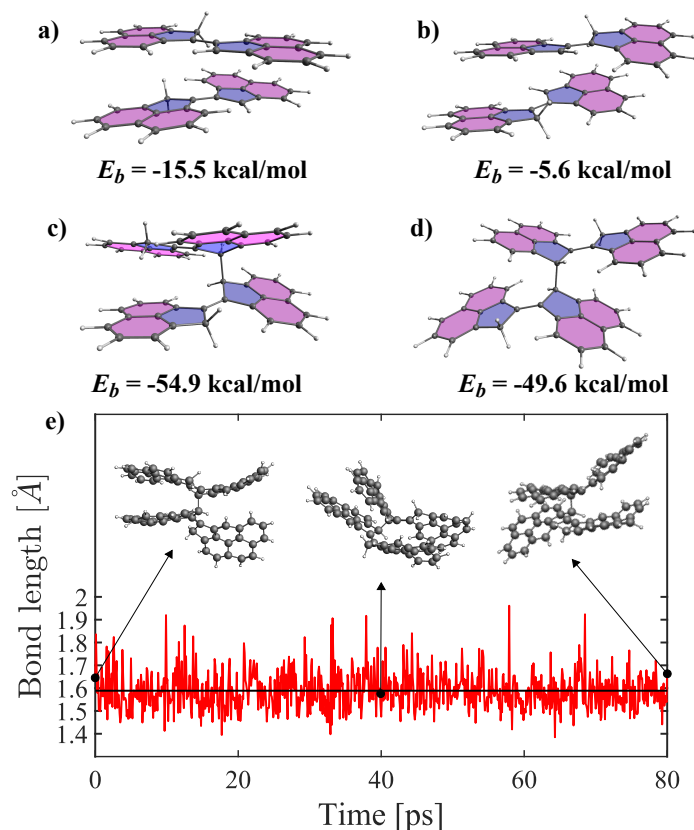 a) b)
E_b = -15.5 kcal/mol E_b = -5.6 kcal/mol
c) d)
E_b = -54.9 kcal/mol E_b = -49.6 kcal/mol
e)
Bond length [Å]
2
1.9
1.8
1.7
1.6
1.5
1.4
0 20 40 60 80
Time [ps]